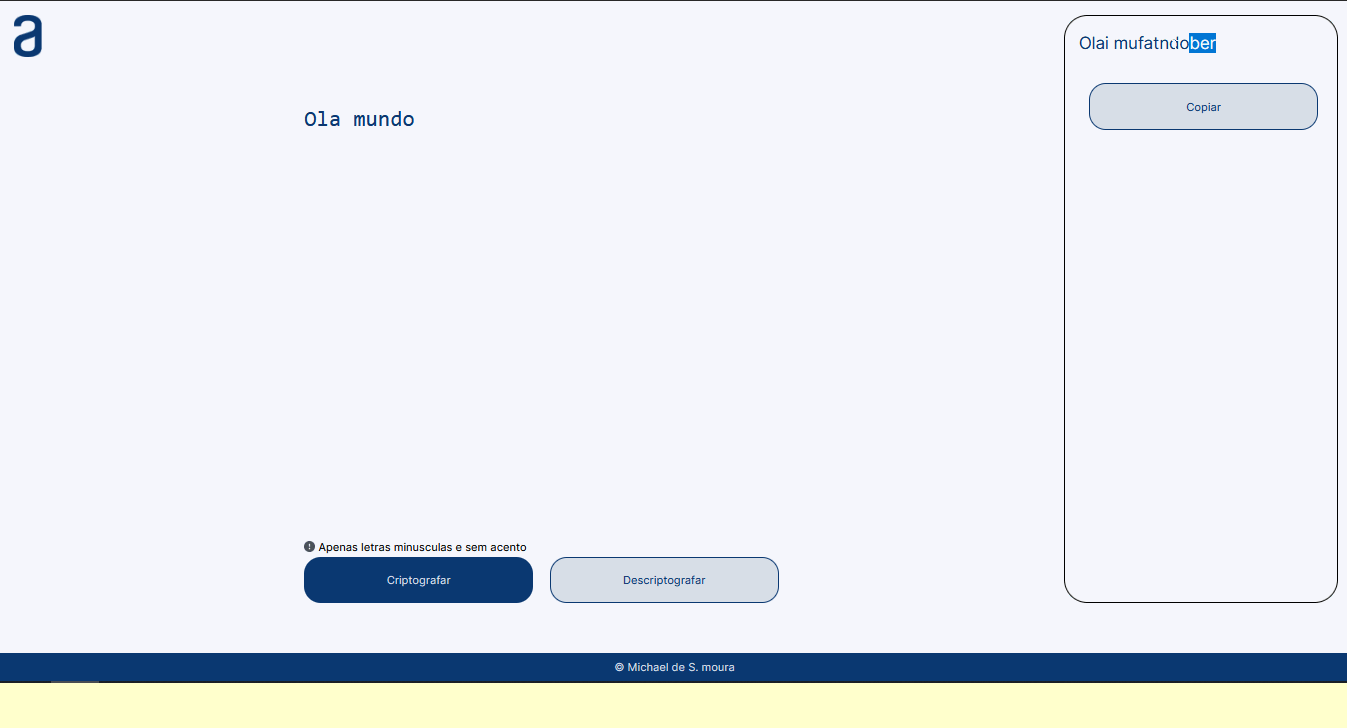 a
Ola mundo
Apenas letras minusculas e sem acento
Criptografar
Descriptografar
Olai mufatndober
Copiar
© Michael de S. moura